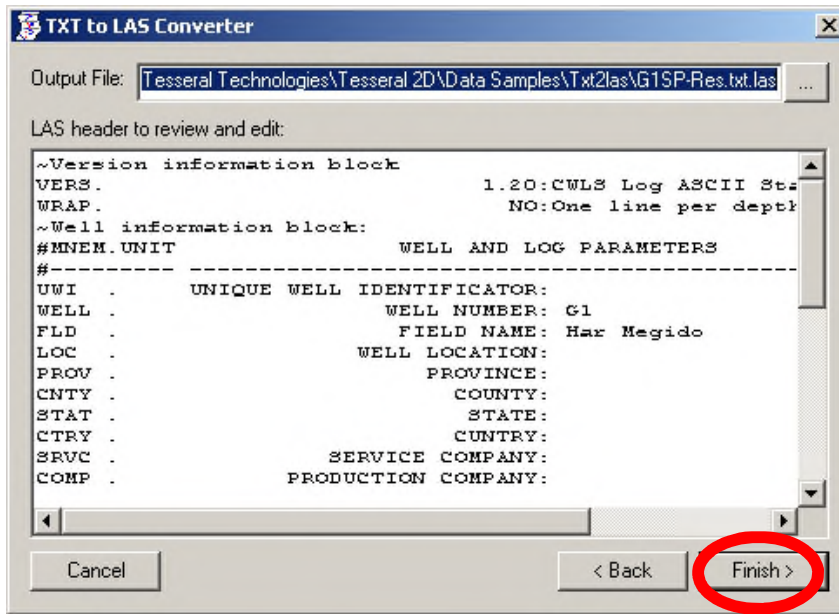 TXT to LAS Converter
Output File: Tesseral Technologies\Tesseral 2D\Data Samples\Txt2las\G1SP-Res.txt.las ...
LAS header to review and edit:
~Version information block
VERS. 1.20:CWLS Log ASCII Sta
WRAP. NO:One line per depth
~Well information block:
#MNEM.UNIT WELL AND LOG PARAMETERS
#--------- ---------------------------------------------
UWI . UNIQUE WELL IDENTIFICATOR:
WELL . WELL NUMBER: G1
FLD . FIELD NAME: Har Megido
LOC . WELL LOCATION:
PROV . PROVINCE:
CNTY . COUNTY:
STAT . STATE:
CTRY . CUNTRY:
SRVC . SERVICE COMPANY:
COMP . PRODUCTION COMPANY:
Cancel < Back Finish >